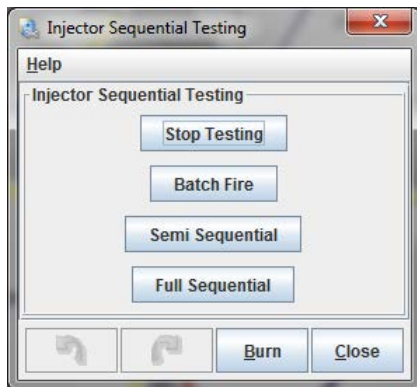 Injector Sequential Testing
Help
Injector Sequential Testing
Stop Testing
Batch Fire
Semi Sequential
Full Sequential
Burn Close